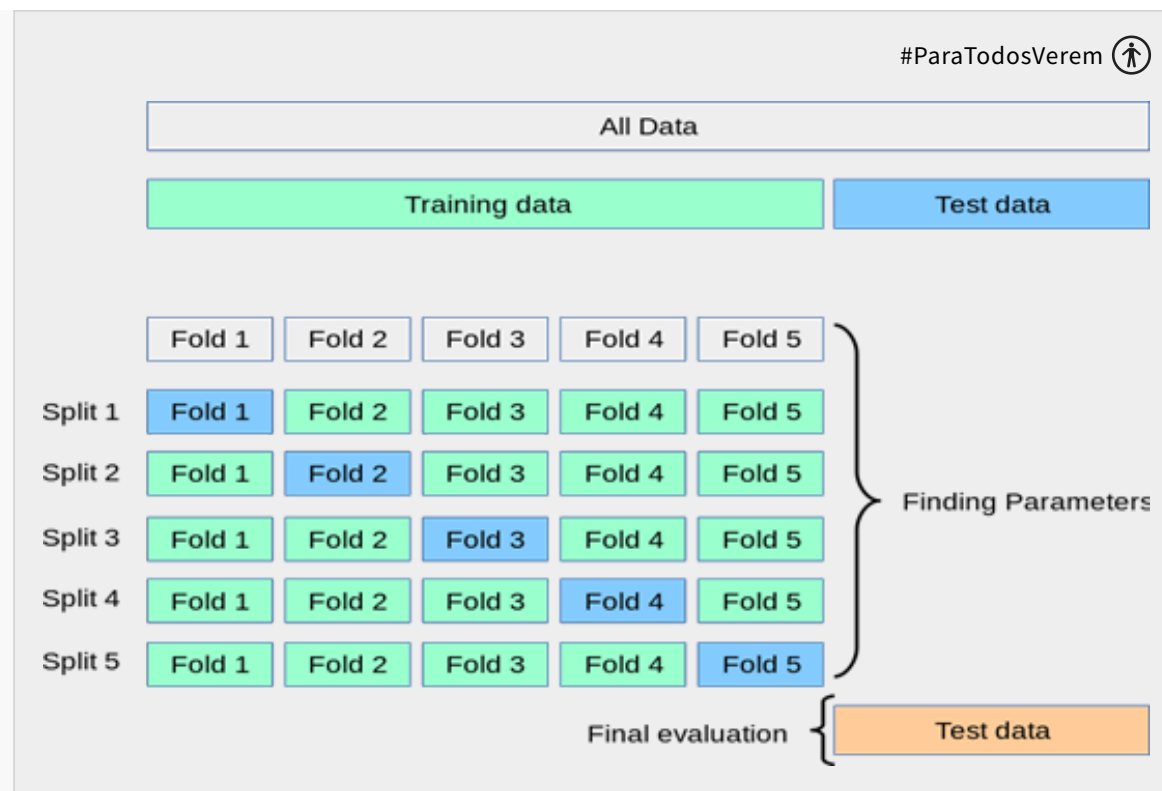 #ParaTodosVerem
All Data
Training data Test data
Fold 1 Fold 2 Fold 3 Fold 4 Fold 5
Split 1 Fold 1 Fold 2 Fold 3 Fold 4 Fold 5
Split 2 Fold 1 Fold 2 Fold 3 Fold 4 Fold 5
Finding Parameters
Split 3 Fold 1 Fold 2 Fold 3 Fold 4 Fold 5
Split 4 Fold 1 Fold 2 Fold 3 Fold 4 Fold 5
Split 5 Fold 1 Fold 2 Fold 3 Fold 4 Fold 5
Final evaluation Test data